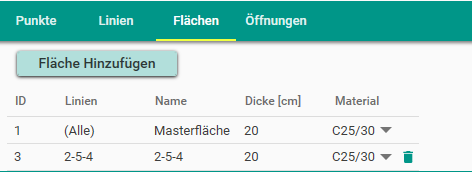 Punkte Linien Flächen Öffnungen
Fläche Hinzufügen
ID Linien Name Dicke [cm] Material
1 (Alle) Masterfläche 20 C25/30
3 2-5-4 2-5-4 20 C25/30